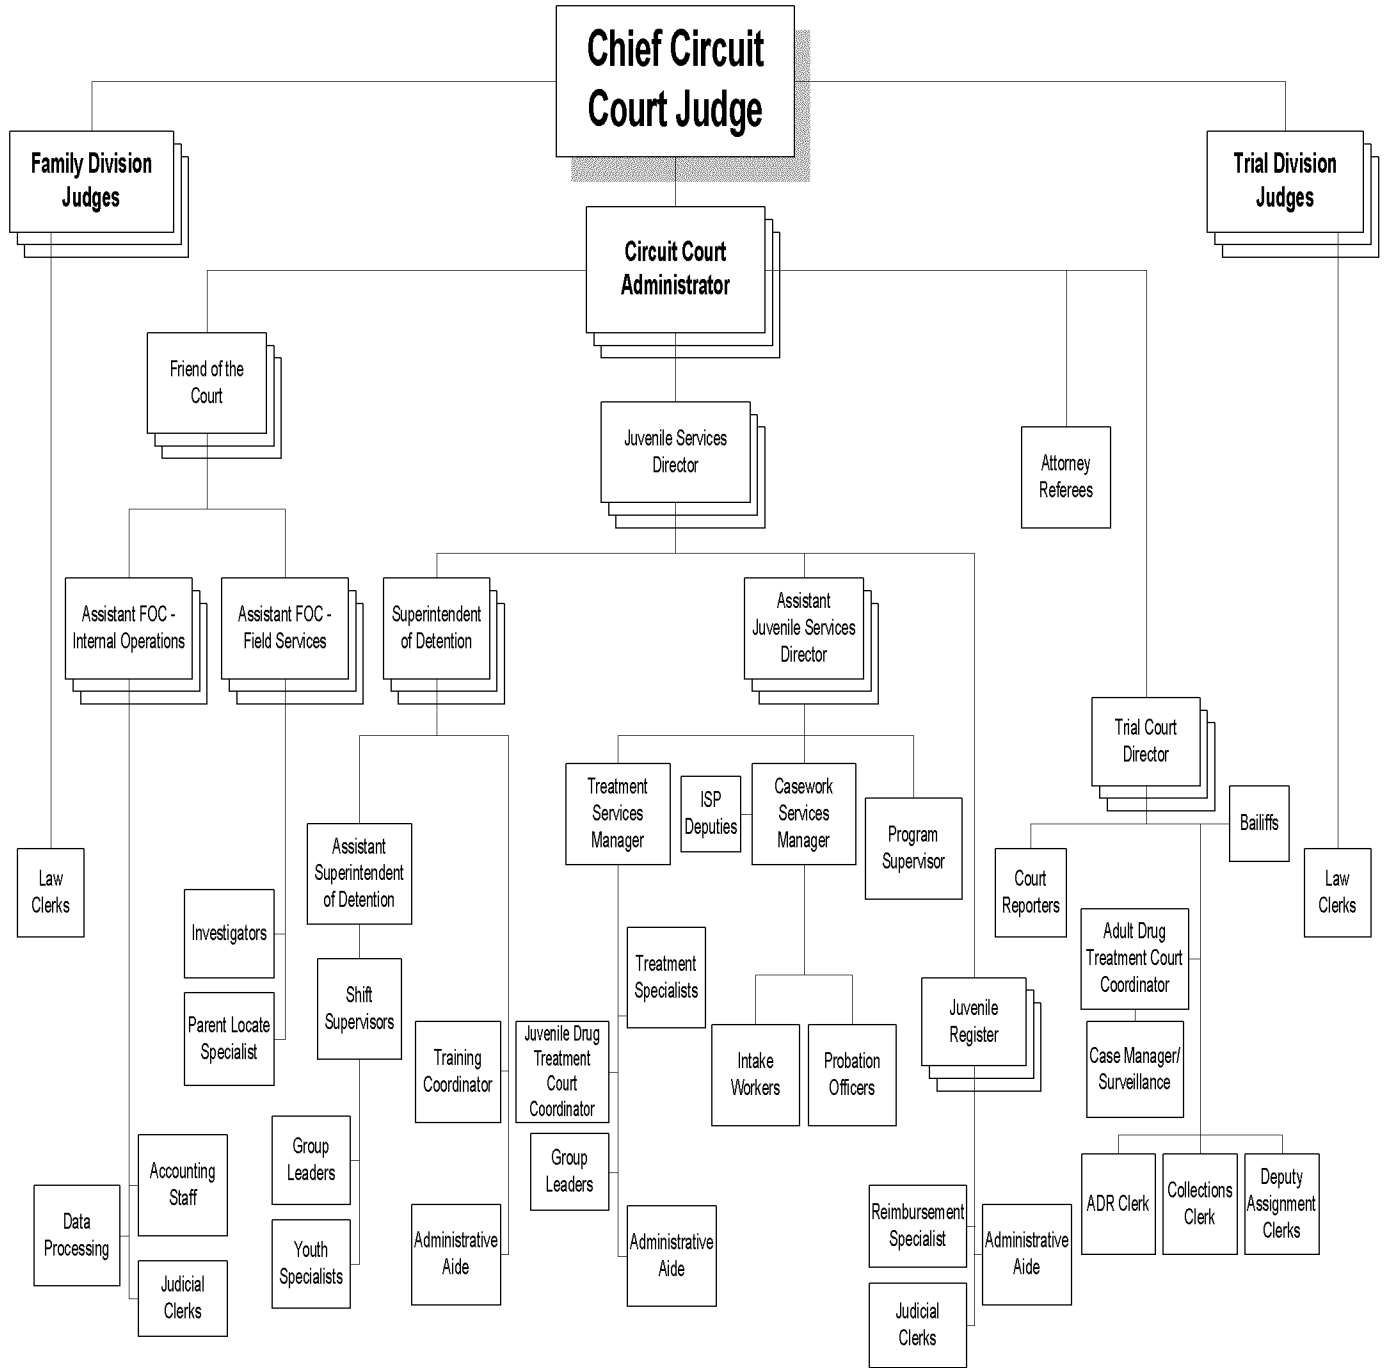 Chief Circuit
Court Judge
Family Division
Judges
Trial Division
Judges
Circuit Court
Administrator
Friend of the
Court
Juvenile Services
Director
Attorney
Referees
Assistant FOC -
Internal Operations
Assistant FOC -
Field Services
Superintendent
of Detention
Assistant
Juvenile Services
Director
Trial Court
Director
Treatment
Services
Manager
ISP
Deputies
Casework
Services
Manager
Program
Supervisor
Bailiffs
Law
Clerks
Assistant
Superintendent
of Detention
Court
Reporters
Law
Clerks
Investigators
Treatment
Specialists
Adult Drug
Treatment Court
Coordinator
Parent Locate
Specialist
Shift
Supervisors
Training
Coordinator
Juvenile Drug
Treatment
Court
Coordinator
Intake
Workers
Probation
Officers
Juvenile
Register
Case Manager/
Surveillance
Group
Leaders
Group
Leaders
Accounting
Staff
Data
Processing
Judicial
Clerks
Youth
Specialists
Administrative
Aide
Administrative
Aide
Reimbursement
Specialist
Administrative
Aide
Judicial
Clerks
ADR Clerk
Collections
Clerk
Deputy
Assignment
Clerks